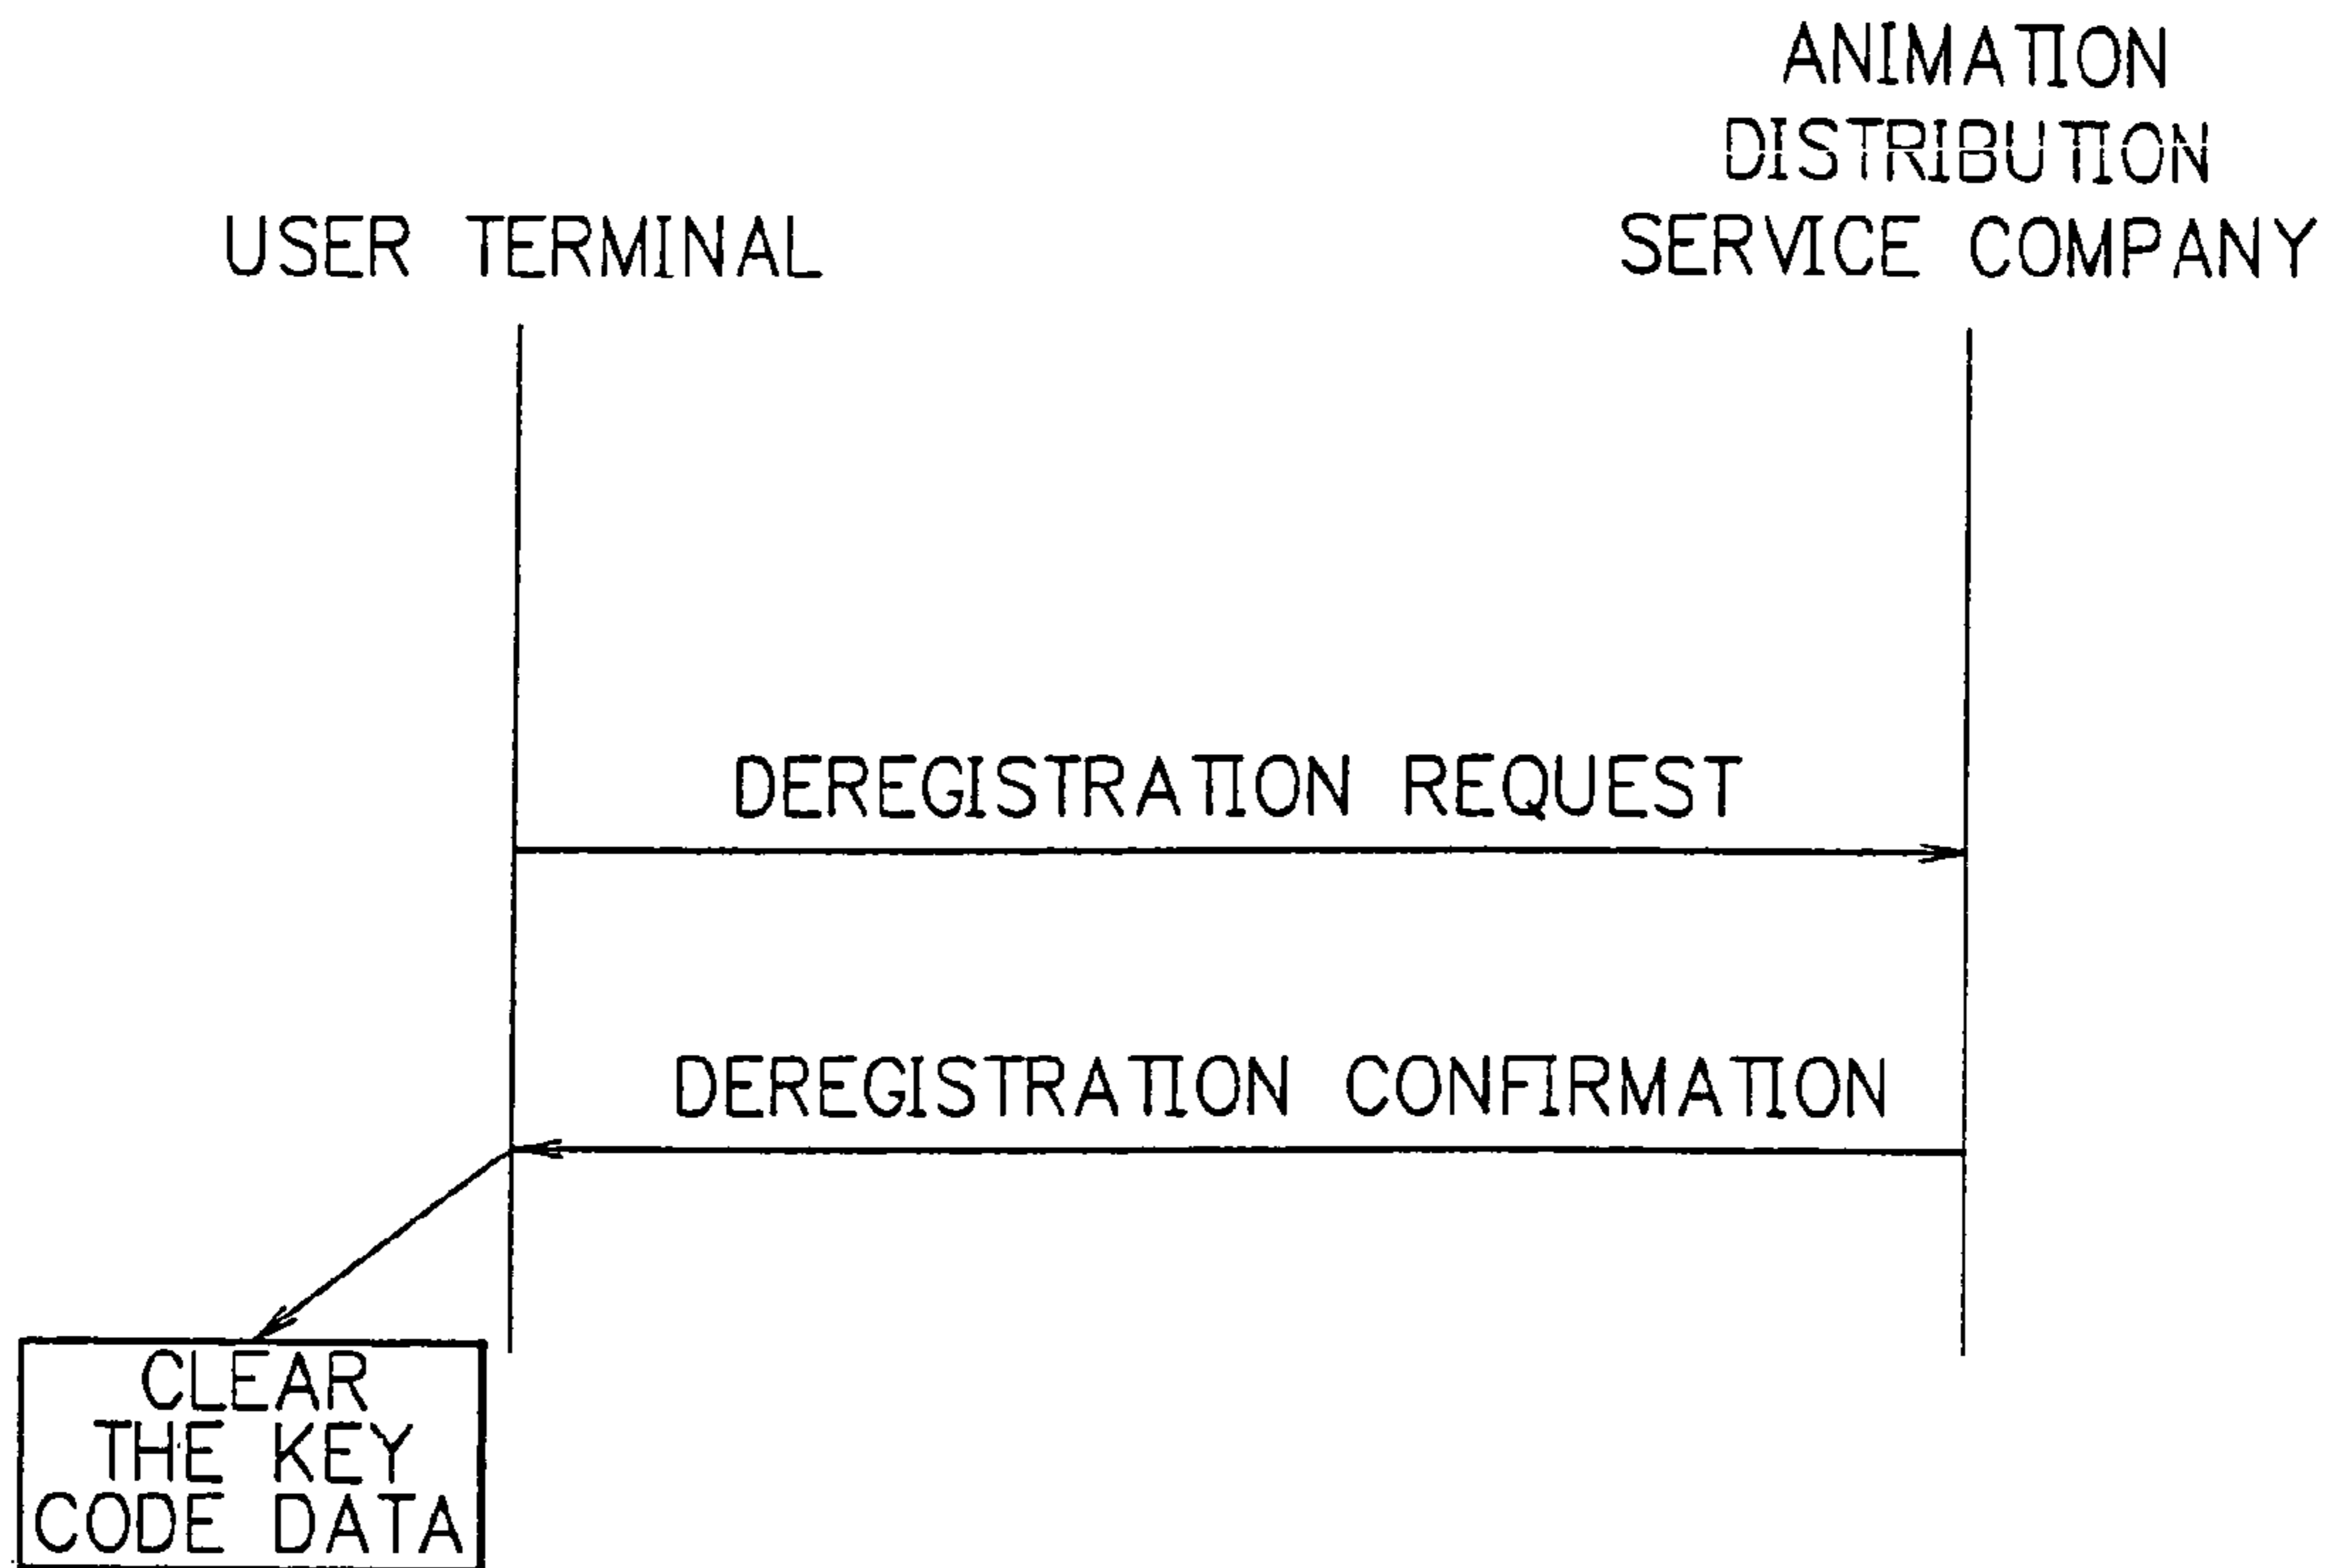 ANIMATION
DISTRIBUTION
SERVICE COMPANY
USER TERMINAL
DEREGISTRATION REQUEST
DEREGISTRATION CONFIRMATION
CLEAR
THE KEY
CODE DATA